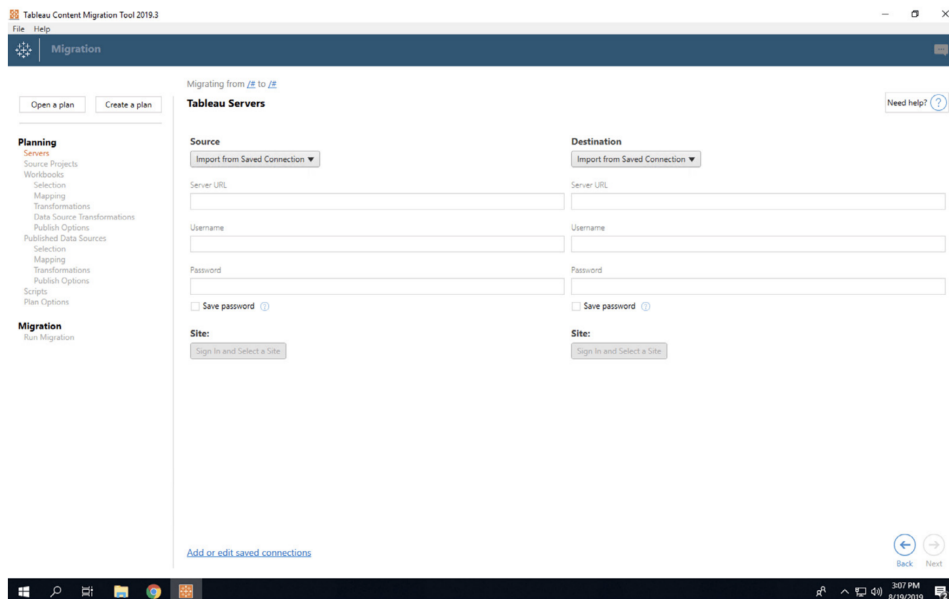 Tableau Content Migration Tool 2019.3
File Help
Migration
Migrating from /# to /#
Open a plan
Create a plan
Tableau Servers
Need help? ?
Planning
Servers
Source Projects
Workbooks
Selection
Mapping
Transformations
Data Source Transformations
Publish Options
Published Data Sources
Selection
Mapping
Transformations
Publish Options
Scripts
Plan Options
Migration
Run Migration
Source
Import from Saved Connection ▼
Server URL
Username
Password
Save password ?
Site:
Sign In and Select a Site
Destination
Import from Saved Connection ▼
Server URL
Username
Password
Save password ?
Site:
Sign In and Select a Site
Add or edit saved connections
Back Next
3:07 PM
8/19/2019